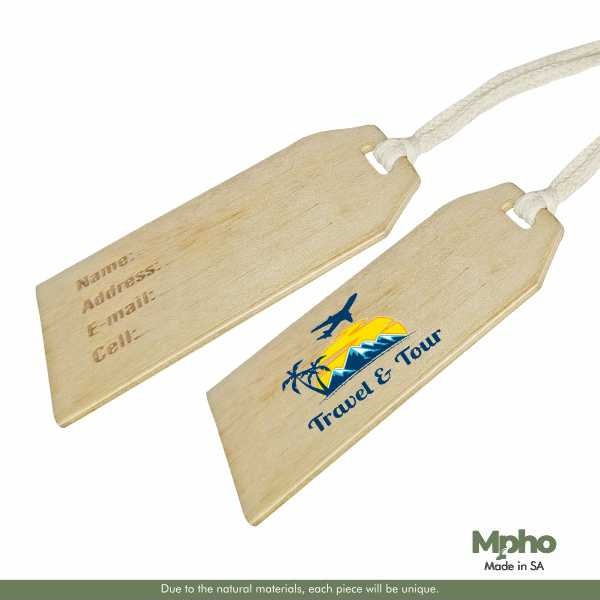 Name:
Address:
E-mail:
Cell:
Travel & Tour
Mpho
Made in SA
Due to the natural materials, each piece will be unique.